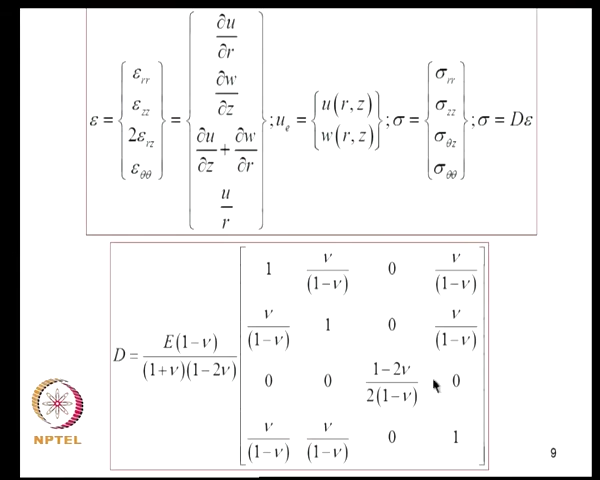 ε = { ε_rr ε_zz 2ε_rz ε_θθ } = { ∂u/∂r ∂w/∂z ∂u/∂z + ∂w/∂r u/r } ; u_e = { u(r, z) w(r, z) } ; σ = { σ_rr σ_zz σ_θz σ_θθ } ; σ = Dε
D = E(1−ν)/(1+ν)(1−2ν) [ 1 ν/(1−ν) 0 ν/(1−ν)
ν/(1−ν) 1 0 ν/(1−ν)
0 0 1−2ν/2(1−ν) 0
ν/(1−ν) ν/(1−ν) 0 1 ]
NPTEL
9